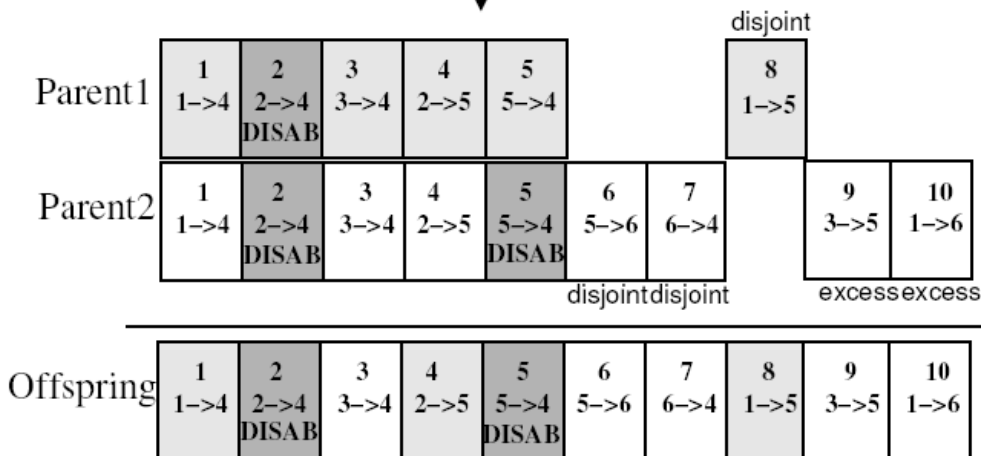 disjoint
Parent1
1 2 3 4 5 8
1->4 2->4 3->4 2->5 5->4 1->5
DISAB
Parent2
1 2 3 4 5 6 7 9 10
1->4 2->4 3->4 2->5 5->4 5->6 6->4 3->5 1->6
DISAB DISAB
disjoint disjoint excess excess
Offspring
1 2 3 4 5 6 7 8 9 10
1->4 2->4 3->4 2->5 5->4 5->6 6->4 1->5 3->5 1->6
DISAB DISAB